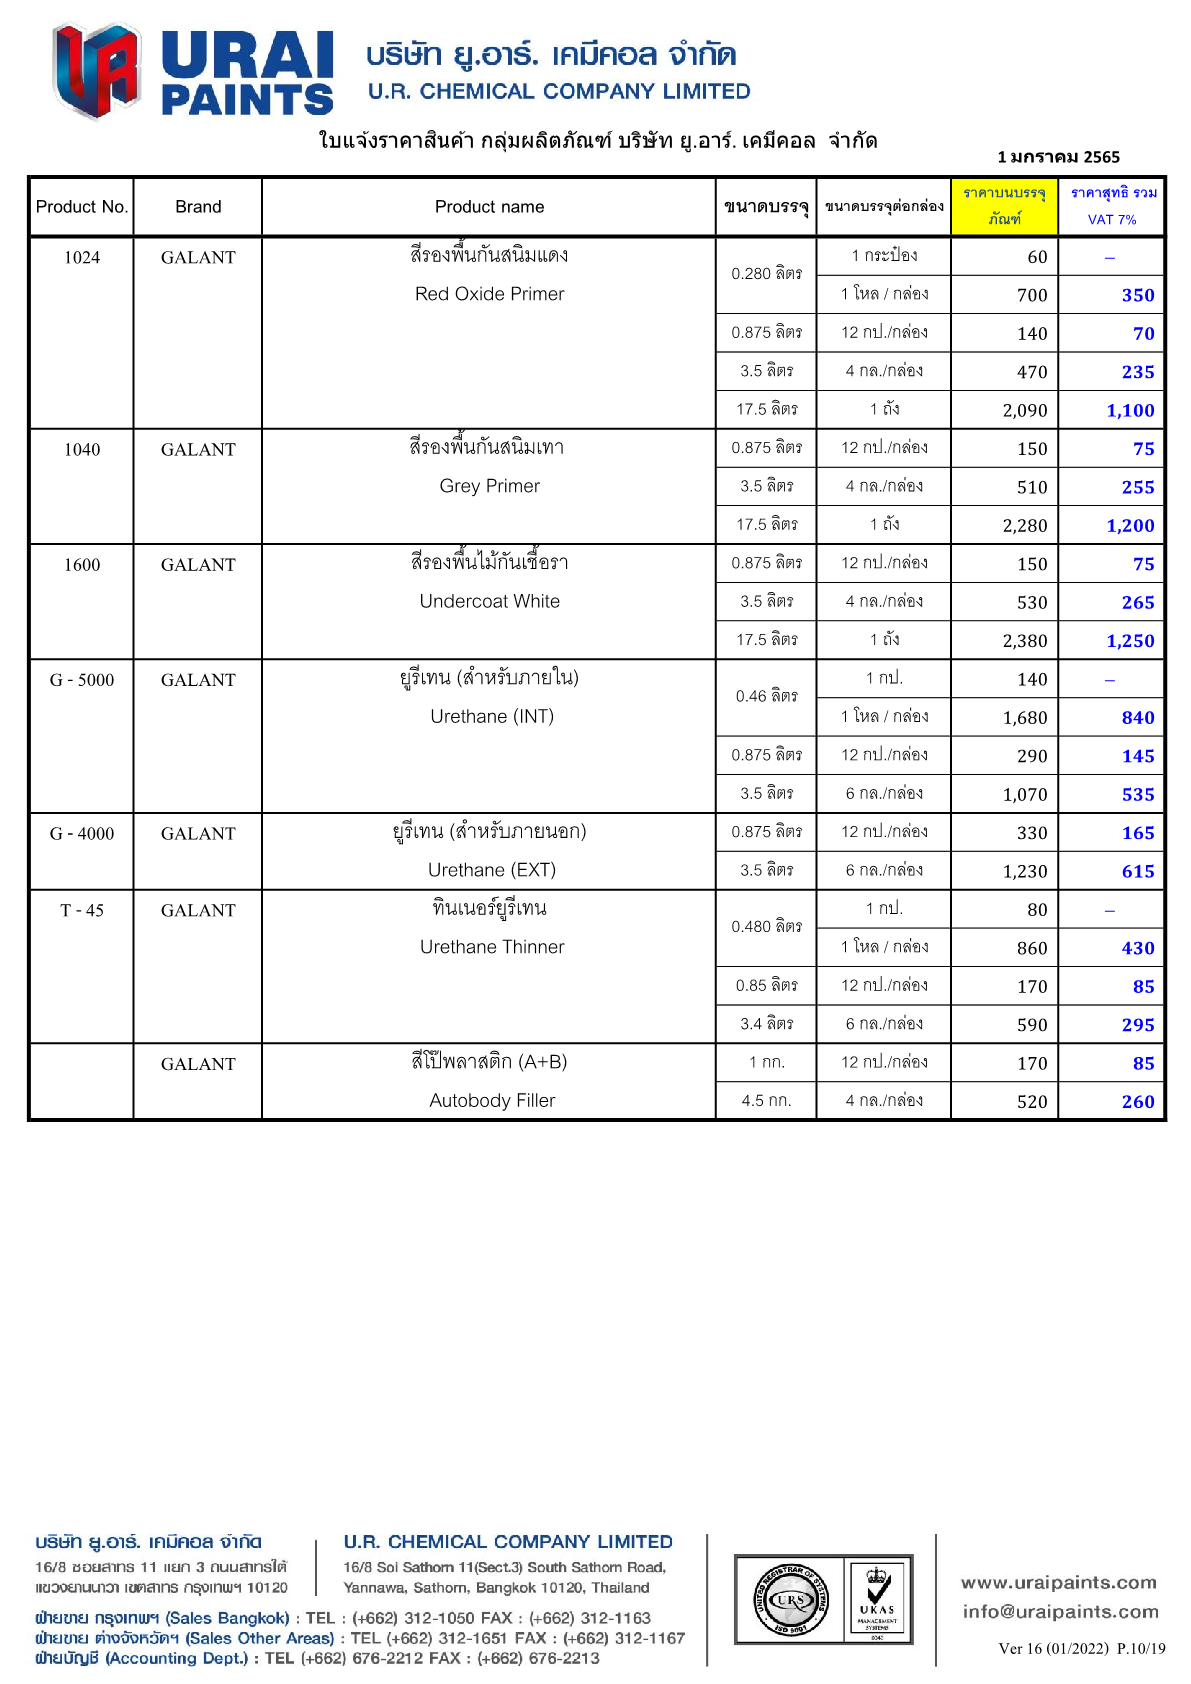 URAI
PAINTS
บริษัท ยู.อาร์. เคมีคอล จำกัด
U.R. CHEMICAL COMPANY LIMITED
ใบแจ้งราคาสินค้า กลุ่มผลิตภัณฑ์ บริษัท ยู.อาร์. เคมีคอล จำกัด
1 มกราคม 2565
Product No. Brand Product name ขนาดบรรจุ ขนาดบรรจุต่อกล่อง ราคาบนบรรจุภัณฑ์ ราคาสุทธิ รวม VAT 7%
1024 GALANT สีรองพื้นกันสนิมแดง 0.280 ลิตร 1 กระป๋อง 60 –
Red Oxide Primer 1 โหล / กล่อง 700 350
0.875 ลิตร 12 กป./กล่อง 140 70
3.5 ลิตร 4 กล./กล่อง 470 235
17.5 ลิตร 1 ถัง 2,090 1,100
1040 GALANT สีรองพื้นกันสนิมเทา 0.875 ลิตร 12 กป./กล่อง 150 75
Grey Primer 3.5 ลิตร 4 กล./กล่อง 510 255
17.5 ลิตร 1 ถัง 2,280 1,200
1600 GALANT สีรองพื้นไม้กันเชื้อรา 0.875 ลิตร 12 กป./กล่อง 150 75
Undercoat White 3.5 ลิตร 4 กล./กล่อง 530 265
17.5 ลิตร 1 ถัง 2,380 1,250
G - 5000 GALANT ยูรีเทน (สำหรับภายใน) 0.46 ลิตร 1 กป. 140 –
Urethane (INT) 1 โหล / กล่อง 1,680 840
0.875 ลิตร 12 กป./กล่อง 290 145
3.5 ลิตร 6 กล./กล่อง 1,070 535
G - 4000 GALANT ยูรีเทน (สำหรับภายนอก) 0.875 ลิตร 12 กป./กล่อง 330 165
Urethane (EXT) 3.5 ลิตร 6 กล./กล่อง 1,230 615
T - 45 GALANT ทินเนอร์ยูรีเทน 0.480 ลิตร 1 กป. 80 –
Urethane Thinner 1 โหล / กล่อง 860 430
0.85 ลิตร 12 กป./กล่อง 170 85
3.4 ลิตร 6 กล./กล่อง 590 295
GALANT สีโป๊พลาสติก (A+B) 1 กก. 12 กป./กล่อง 170 85
Autobody Filler 4.5 กก. 4 กล./กล่อง 520 260
บริษัท ยู.อาร์. เคมีคอล จำกัด
16/8 ซอยสาทร 11 แยก 3 ถนนสาทรใต้
แขวงยานนาวา เขตสาทร กรุงเทพฯ 10120
U.R. CHEMICAL COMPANY LIMITED
16/8 Soi Sathorn 11(Sect.3) South Sathorn Road,
Yannawa, Sathorn, Bangkok 10120, Thailand
ฝ่ายขาย กรุงเทพฯ (Sales Bangkok) : TEL : (+662) 312-1050 FAX : (+662) 312-1163
ฝ่ายขาย ต่างจังหวัดฯ (Sales Other Areas) : TEL (+662) 312-1651 FAX : (+662) 312-1167
ฝ่ายบัญชี (Accounting Dept.) : TEL (+662) 676-2212 FAX : (+662) 676-2213
UNITED REGISTRAR OF SYSTEMS
URS
ISO 9001
UKAS
MANAGEMENT
SYSTEMS
www.uraipaints.com
info@uraipaints.com
Ver 16 (01/2022) P.10/19